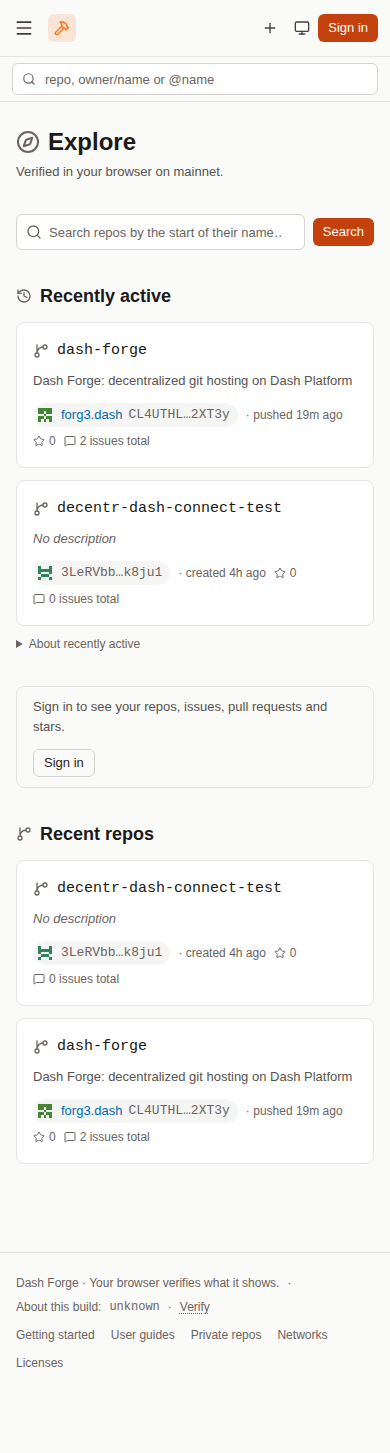 Sign in
repo, owner/name or @name
Explore
Verified in your browser on mainnet.
Search repos by the start of their name…
Search
Recently active
dash-forge
Dash Forge: decentralized git hosting on Dash Platform
forg3.dash CL4UTHL…2XT3y · pushed 19m ago
0 2 issues total
decentr-dash-connect-test
No description
3LeRVbb…k8ju1 · created 4h ago 0
0 issues total
About recently active
Sign in to see your repos, issues, pull requests and
stars.
Sign in
Recent repos
decentr-dash-connect-test
No description
3LeRVbb…k8ju1 · created 4h ago 0
0 issues total
dash-forge
Dash Forge: decentralized git hosting on Dash Platform
forg3.dash CL4UTHL…2XT3y · pushed 19m ago
0 2 issues total
Dash Forge · Your browser verifies what it shows. ·
About this build: unknown · Verify
Getting started User guides Private repos Networks
Licenses